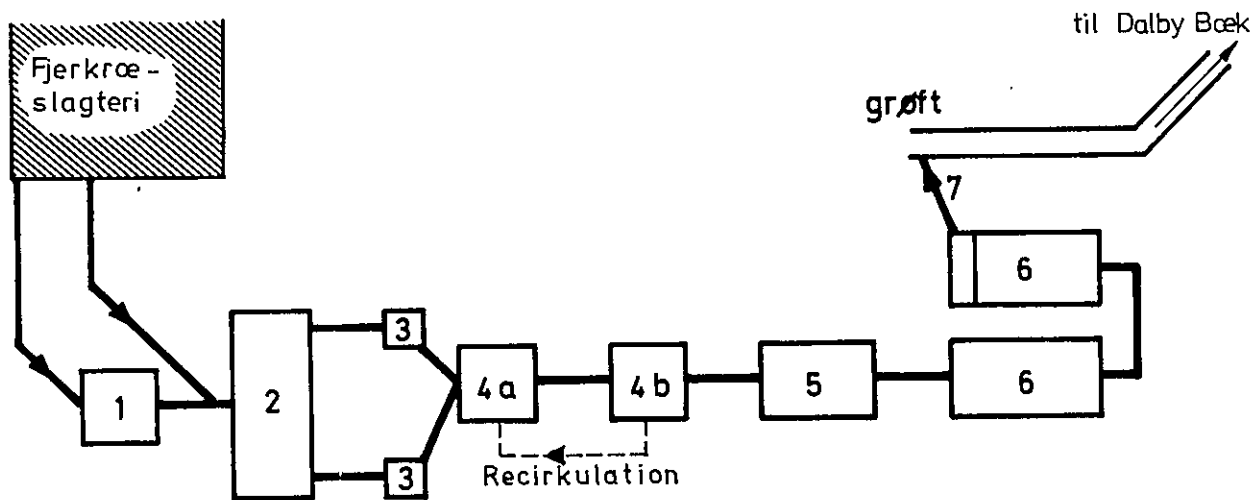 til Dalby Bæk
Fjerkræ-
slagteri
grøft
7
6
3
1
2
4a
4b
5
6
3
Recirkulation